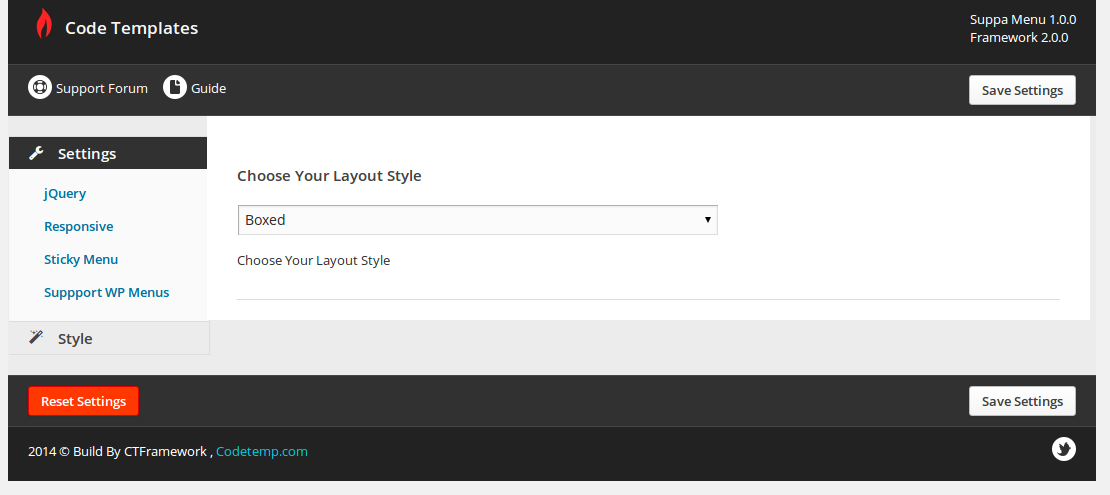 Code Templates
Suppa Menu 1.0.0
Framework 2.0.0
Support Forum
Guide
Save Settings
Settings
jQuery
Responsive
Sticky Menu
Suppport WP Menus
Style
Choose Your Layout Style
Boxed
Choose Your Layout Style
Reset Settings
Save Settings
2014 © Build By CTFramework , Codetemp.com